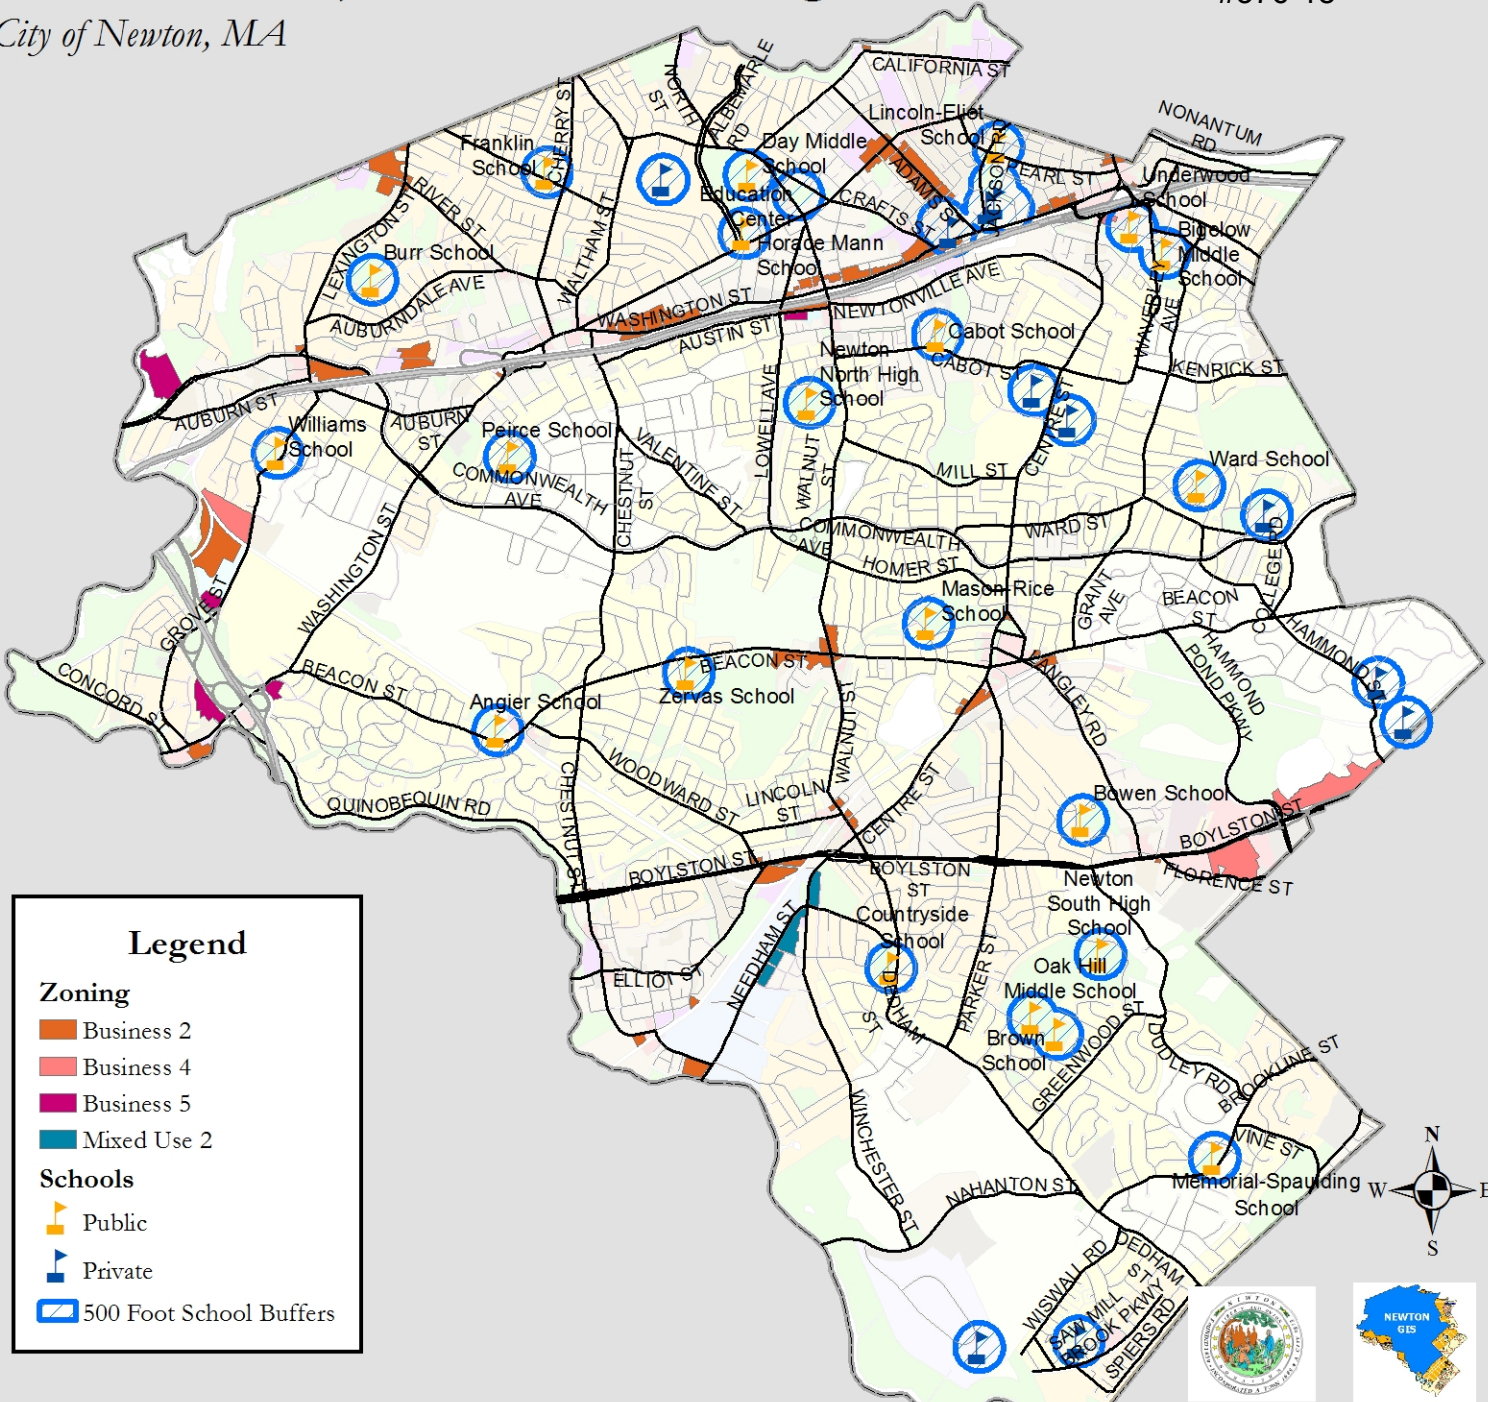 City of Newton, MA
CALIFORNIA ST
NORTH
ST
ALBEMARLE
RD
CHERRY ST
NONANTUM
RD
Lincoln-Eliot
School
Franklin
School
Day Middle
School
Education
Center
ADAMS ST
JACKSON RD
PEARL ST
Underwood
School
RIVER ST
LEXINGTON ST
WALTHAM ST
CRAFTS ST
Horace Mann
School
Bigelow
Middle
School
Burr School
AUBURNDALE AVE
WASHINGTON ST
AUSTIN ST
NEWTONVILLE AVE
WAVERLEY
AVE
Cabot School
CABOT ST
KENRICK ST
Newton
North High
School
AUBURN ST
AUBURN
ST
Williams
School
Peirce School
COMMONWEALTH
AVE
CHESTNUT
ST
VALENTINE ST
LOWELL AVE
WALNUT
ST
MILL ST
CENTRE ST
Ward School
WARD ST
COMMONWEALTH
AVE
HOMER ST
COLLEGE RD
WASHINGTON ST
GROVE ST
Mason-Rice
School
GRANT
AVE
BEACON
ST
HAMMOND ST
HAMMOND
POND PKWY
CONCORD ST
BEACON ST
BEACON ST
Zervas School
Angier School
LANGLEY RD
WALNUT ST
WOODWARD ST
LINCOLN
ST
CENTRE ST
QUINOBEQUIN RD
CHESTNUT ST
Bowen School
BOYLSTON ST
BOYLSTON ST
BOYLSTON
ST
FLORENCE ST
Newton
South High
School
Countryside
School
NEEDHAM ST
ELLIOT ST
PARKER ST
DEDHAM
ST
Oak Hill
Middle School
Brown
School
GREENWOOD ST
DUDLEY RD
BROOKLINE ST
VINE ST
WINCHESTER ST
NAHANTON ST
Memorial-Spaulding
School
WISWALL RD
DEDHAM
ST
SAW MILL
BROOK PKWY
SPIERS RD
Legend
Zoning
Business 2
Business 4
Business 5
Mixed Use 2
Schools
Public
Private
500 Foot School Buffers
N
W
E
S
NEWTON
GIS